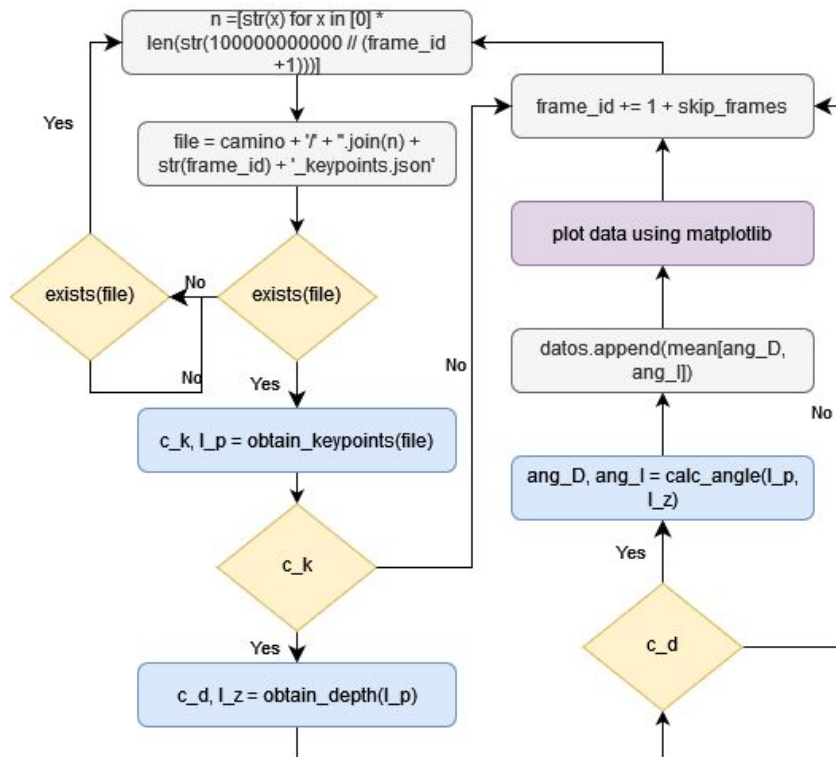 n =[str(x) for x in [0] *
len(str(100000000000 // (frame_id
+1)))]
Yes
file = camino + '/' + ''.join(n) +
str(frame_id) + '_keypoints.json'
frame_id += 1 + skip_frames
plot data using matplotlib
exists(file)
No
exists(file)
No
Yes
No
datos.append(mean[ang_D,
ang_I])
No
c_k, l_p = obtain_keypoints(file)
ang_D, ang_I = calc_angle(l_p,
l_z)
Yes
c_k
Yes
c_d
c_d, l_z = obtain_depth(l_p)